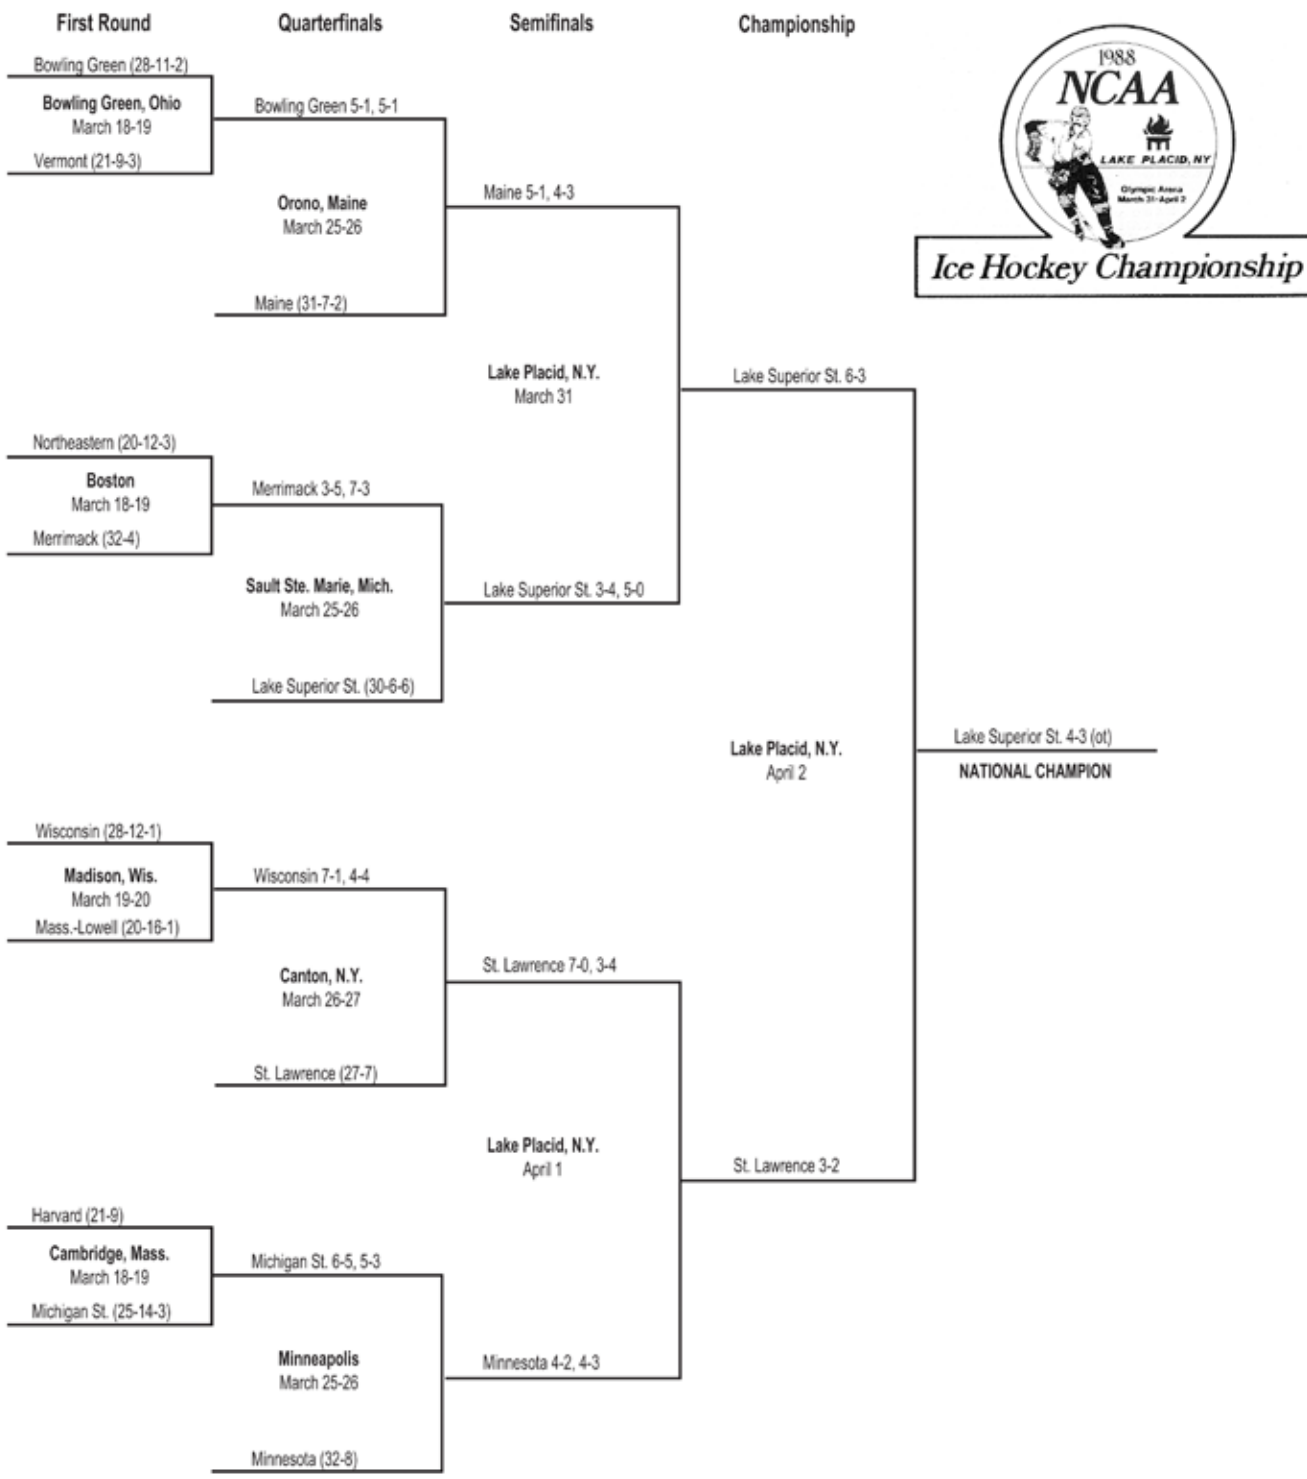 First Round
Quarterfinals
Semifinals
Championship
1988
NCAA
LAKE PLACID, NY
Olympic Arena
March 31-April 2
Ice Hockey Championship
Bowling Green (28-11-2)
Bowling Green, Ohio
March 18-19
Vermont (21-9-3)
Bowling Green 5-1, 5-1
Orono, Maine
March 25-26
Maine (31-7-2)
Maine 5-1, 4-3
Lake Placid, N.Y.
March 31
Lake Superior St. 6-3
Northeastern (20-12-3)
Boston
March 18-19
Merrimack (32-4)
Merrimack 3-5, 7-3
Sault Ste. Marie, Mich.
March 25-26
Lake Superior St. (30-6-6)
Lake Superior St. 3-4, 5-0
Lake Placid, N.Y.
April 2
Lake Superior St. 4-3 (ot)
NATIONAL CHAMPION
Wisconsin (28-12-1)
Madison, Wis.
March 19-20
Mass.-Lowell (20-16-1)
Wisconsin 7-1, 4-4
Canton, N.Y.
March 26-27
St. Lawrence (27-7)
St. Lawrence 7-0, 3-4
Lake Placid, N.Y.
April 1
St. Lawrence 3-2
Harvard (21-9)
Cambridge, Mass.
March 18-19
Michigan St. (25-14-3)
Michigan St. 6-5, 5-3
Minneapolis
March 25-26
Minnesota (32-8)
Minnesota 4-2, 4-3